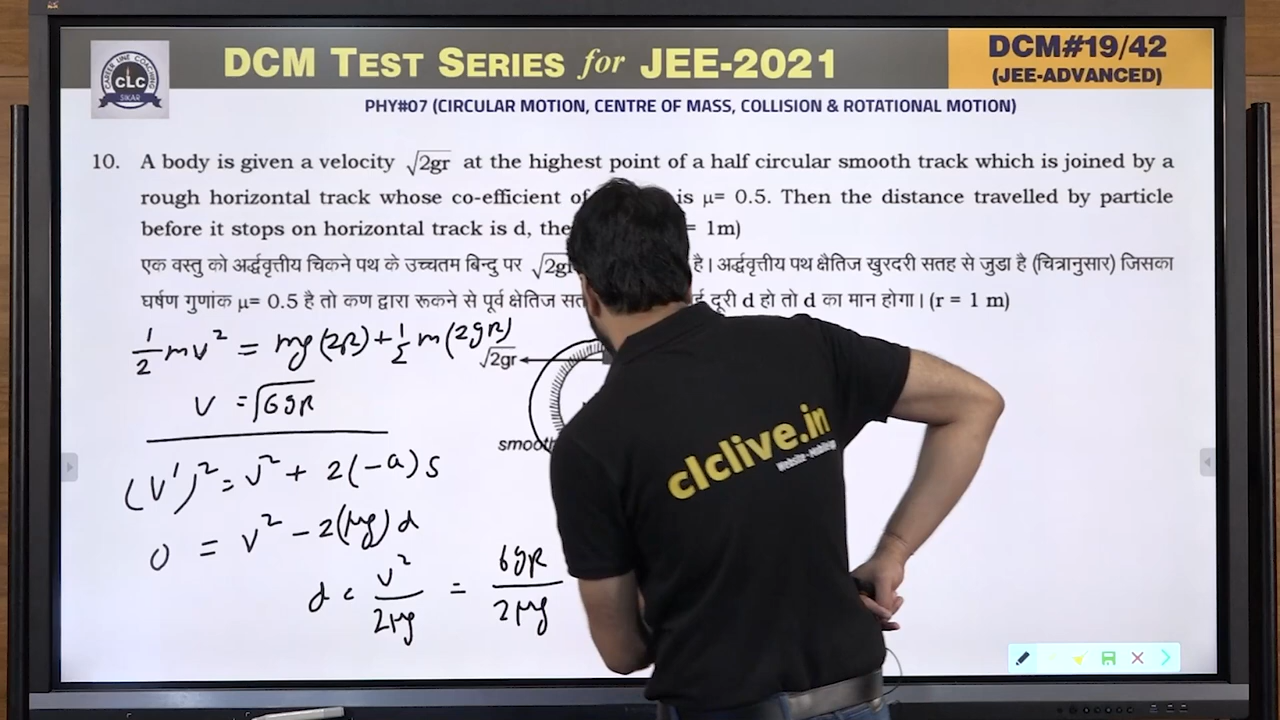 DCM TEST SERIES for JEE-2021
DCM#19/42
(JEE-ADVANCED)
CAREER LINE COACHING
CLC
SIKAR
PHY#07 (CIRCULAR MOTION, CENTRE OF MASS, COLLISION & ROTATIONAL MOTION)
10. A body is given a velocity √2gr at the highest point of a half circular smooth track which is joined by a
rough horizontal track whose co-efficient of is μ= 0.5. Then the distance travelled by particle
before it stops on horizontal track is d, the = 1m)
एक वस्तु को अर्द्धवृत्तीय चिकने पथ के उच्चतम बिन्दु पर √2g है। अर्द्धवृत्तीय पथ क्षैतिज खुरदरी सतह से जुडा है (चित्रानुसार) जिसका
घर्षण गुणांक μ= 0.5 है तो कण द्वारा रूकने से पूर्व क्षैतिज सत दूरी d हो तो d का मान होगा। (r = 1 m)
1/2 mv² = mg(2R)+1/2 m(2gR)
√2gr
v = √6gR
smooth
(v')² = v² + 2(-a)s
0 = v² - 2(μg)d
d = v²/2μg = 6gR/2μg
clclive.in